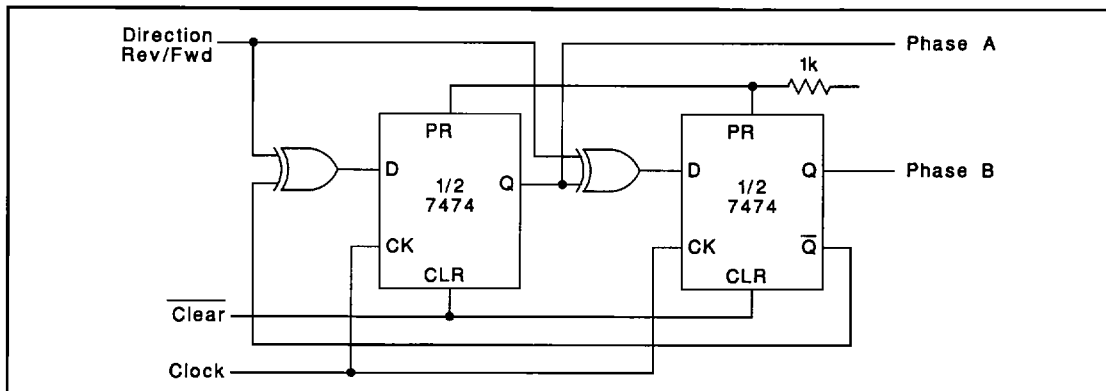 Direction
Rev/Fwd
Phase A
1k
PR
PR
D
Q
1/2
7474
CK
CLR
D
Q
1/2
7474
CK
Q̅
CLR
Phase B
C̅l̅e̅a̅r̅
Clock